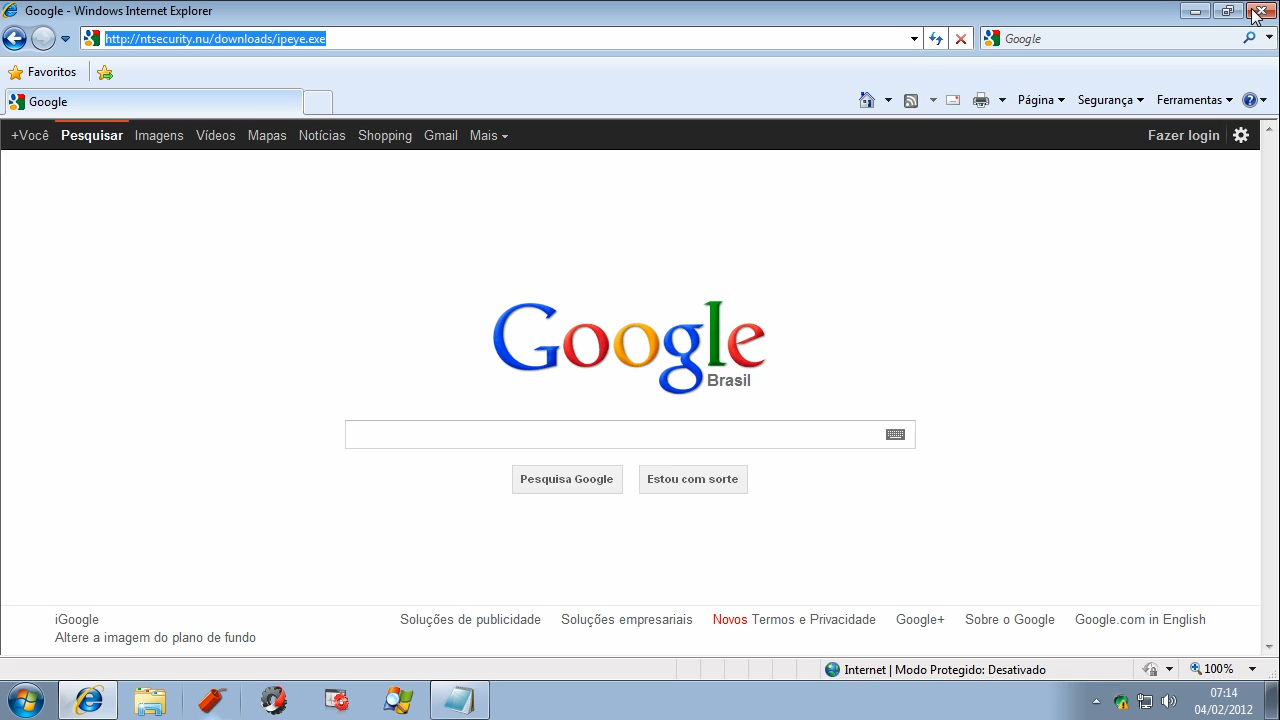 Google - Windows Internet Explorer
http://ntsecurity.nu/downloads/ipeye.exe
Google
Favoritos
Google
Página
Segurança
Ferramentas
+Você Pesquisar Imagens Vídeos Mapas Notícias Shopping Gmail Mais
Fazer login
Google
Brasil
Pesquisa Google
Estou com sorte
iGoogle
Soluções de publicidade Soluções empresariais Novos Termos e Privacidade Google+ Sobre o Google Google.com in English
Altere a imagem do plano de fundo
Internet | Modo Protegido: Desativado
100%
07:14
04/02/2012